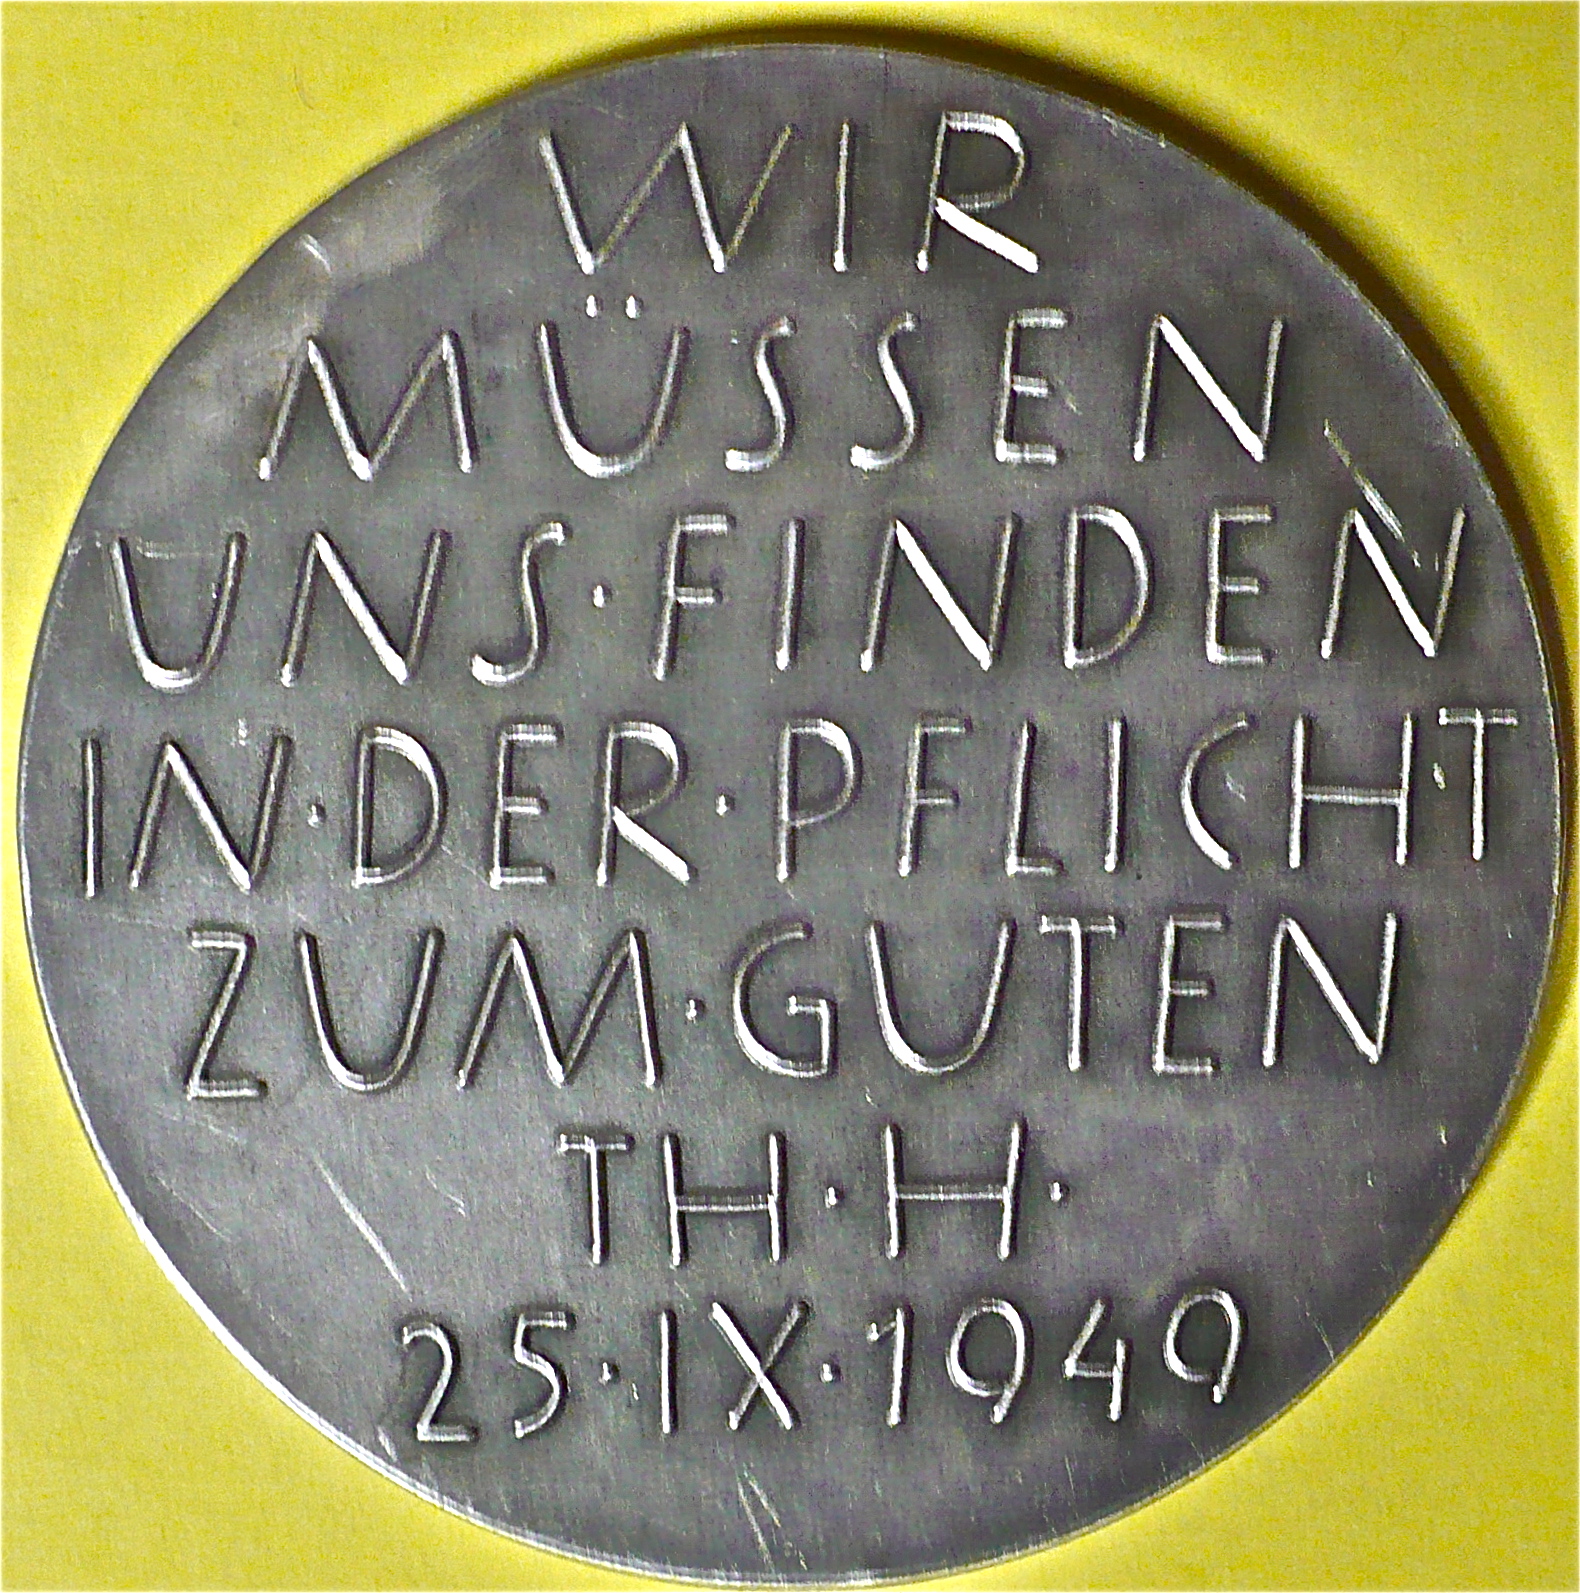 WIR
MÜSSEN
UNS·FINDEN
IN·DER·PFLICHT
ZUM·GUTEN
TH·H·
25·IX·1949